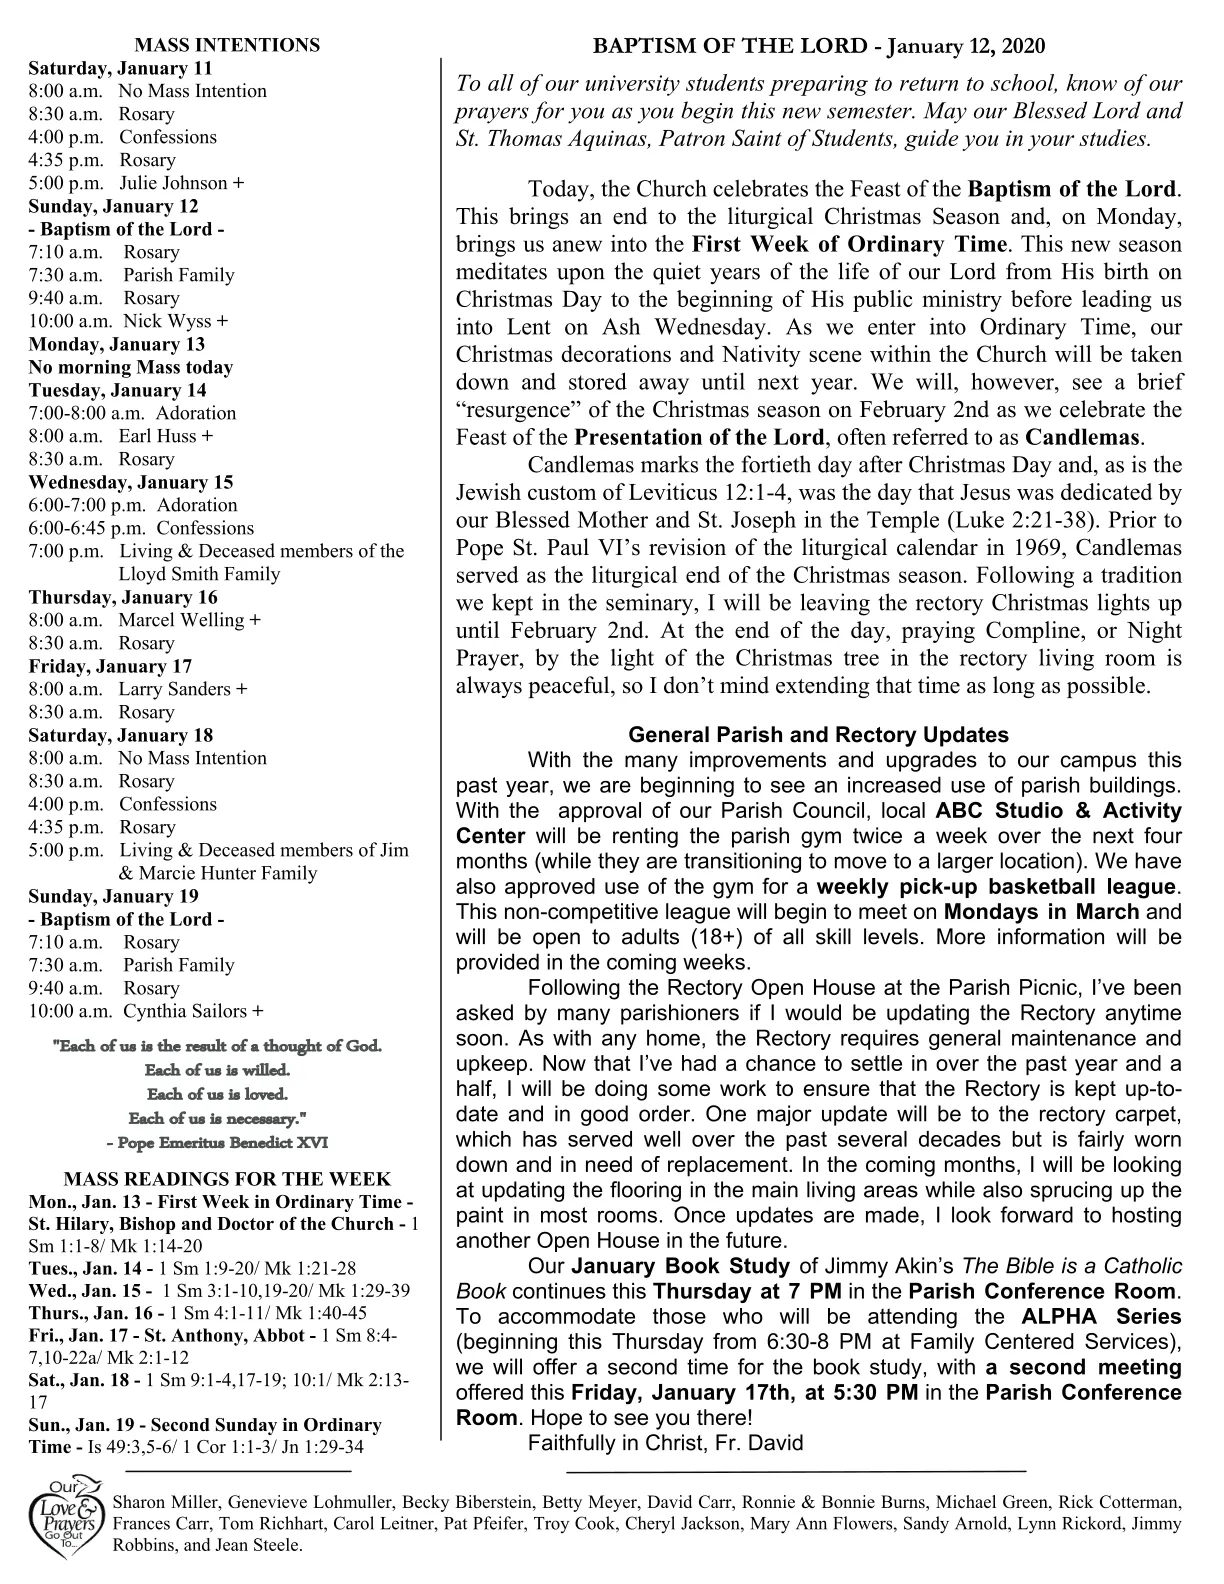 MASS INTENTIONS
Saturday, January 11
8:00 a.m. No Mass Intention
8:30 a.m. Rosary
4:00 p.m. Confessions
4:35 p.m. Rosary
5:00 p.m. Julie Johnson +
Sunday, January 12
- Baptism of the Lord -
7:10 a.m. Rosary
7:30 a.m. Parish Family
9:40 a.m. Rosary
10:00 a.m. Nick Wyss +
Monday, January 13
No morning Mass today
Tuesday, January 14
7:00-8:00 a.m. Adoration
8:00 a.m. Earl Huss +
8:30 a.m. Rosary
Wednesday, January 15
6:00-7:00 p.m. Adoration
6:00-6:45 p.m. Confessions
7:00 p.m. Living & Deceased members of the
Lloyd Smith Family
Thursday, January 16
8:00 a.m. Marcel Welling +
8:30 a.m. Rosary
Friday, January 17
8:00 a.m. Larry Sanders +
8:30 a.m. Rosary
Saturday, January 18
8:00 a.m. No Mass Intention
8:30 a.m. Rosary
4:00 p.m. Confessions
4:35 p.m. Rosary
5:00 p.m. Living & Deceased members of Jim
& Marcie Hunter Family
Sunday, January 19
- Baptism of the Lord -
7:10 a.m. Rosary
7:30 a.m. Parish Family
9:40 a.m. Rosary
10:00 a.m. Cynthia Sailors +
"Each of us is the result of a thought of God.
Each of us is willed.
Each of us is loved.
Each of us is necessary."
- Pope Emeritus Benedict XVI
MASS READINGS FOR THE WEEK
Mon., Jan. 13 - First Week in Ordinary Time -
St. Hilary, Bishop and Doctor of the Church - 1
Sm 1:1-8/ Mk 1:14-20
Tues., Jan. 14 - 1 Sm 1:9-20/ Mk 1:21-28
Wed., Jan. 15 - 1 Sm 3:1-10,19-20/ Mk 1:29-39
Thurs., Jan. 16 - 1 Sm 4:1-11/ Mk 1:40-45
Fri., Jan. 17 - St. Anthony, Abbot - 1 Sm 8:4-
7,10-22a/ Mk 2:1-12
Sat., Jan. 18 - 1 Sm 9:1-4,17-19; 10:1/ Mk 2:13-
17
Sun., Jan. 19 - Second Sunday in Ordinary
Time - Is 49:3,5-6/ 1 Cor 1:1-3/ Jn 1:29-34
BAPTISM OF THE LORD - January 12, 2020
To all of our university students preparing to return to school, know of our
prayers for you as you begin this new semester. May our Blessed Lord and
St. Thomas Aquinas, Patron Saint of Students, guide you in your studies.
Today, the Church celebrates the Feast of the Baptism of the Lord.
This brings an end to the liturgical Christmas Season and, on Monday,
brings us anew into the First Week of Ordinary Time. This new season
meditates upon the quiet years of the life of our Lord from His birth on
Christmas Day to the beginning of His public ministry before leading us
into Lent on Ash Wednesday. As we enter into Ordinary Time, our
Christmas decorations and Nativity scene within the Church will be taken
down and stored away until next year. We will, however, see a brief
“resurgence” of the Christmas season on February 2nd as we celebrate the
Feast of the Presentation of the Lord, often referred to as Candlemas.
Candlemas marks the fortieth day after Christmas Day and, as is the
Jewish custom of Leviticus 12:1-4, was the day that Jesus was dedicated by
our Blessed Mother and St. Joseph in the Temple (Luke 2:21-38). Prior to
Pope St. Paul VI’s revision of the liturgical calendar in 1969, Candlemas
served as the liturgical end of the Christmas season. Following a tradition
we kept in the seminary, I will be leaving the rectory Christmas lights up
until February 2nd. At the end of the day, praying Compline, or Night
Prayer, by the light of the Christmas tree in the rectory living room is
always peaceful, so I don’t mind extending that time as long as possible.
General Parish and Rectory Updates
With the many improvements and upgrades to our campus this
past year, we are beginning to see an increased use of parish buildings.
With the approval of our Parish Council, local ABC Studio & Activity
Center will be renting the parish gym twice a week over the next four
months (while they are transitioning to move to a larger location). We have
also approved use of the gym for a weekly pick-up basketball league.
This non-competitive league will begin to meet on Mondays in March and
will be open to adults (18+) of all skill levels. More information will be
provided in the coming weeks.
Following the Rectory Open House at the Parish Picnic, I’ve been
asked by many parishioners if I would be updating the Rectory anytime
soon. As with any home, the Rectory requires general maintenance and
upkeep. Now that I’ve had a chance to settle in over the past year and a
half, I will be doing some work to ensure that the Rectory is kept up-to-
date and in good order. One major update will be to the rectory carpet,
which has served well over the past several decades but is fairly worn
down and in need of replacement. In the coming months, I will be looking
at updating the flooring in the main living areas while also sprucing up the
paint in most rooms. Once updates are made, I look forward to hosting
another Open House in the future.
Our January Book Study of Jimmy Akin’s The Bible is a Catholic
Book continues this Thursday at 7 PM in the Parish Conference Room.
To accommodate those who will be attending the ALPHA Series
(beginning this Thursday from 6:30-8 PM at Family Centered Services),
we will offer a second time for the book study, with a second meeting
offered this Friday, January 17th, at 5:30 PM in the Parish Conference
Room. Hope to see you there!
Faithfully in Christ, Fr. David
Our
Love &
Prayers
Go Out
To...
Sharon Miller, Genevieve Lohmuller, Becky Biberstein, Betty Meyer, David Carr, Ronnie & Bonnie Burns, Michael Green, Rick Cotterman,
Frances Carr, Tom Richhart, Carol Leitner, Pat Pfeifer, Troy Cook, Cheryl Jackson, Mary Ann Flowers, Sandy Arnold, Lynn Rickord, Jimmy
Robbins, and Jean Steele.